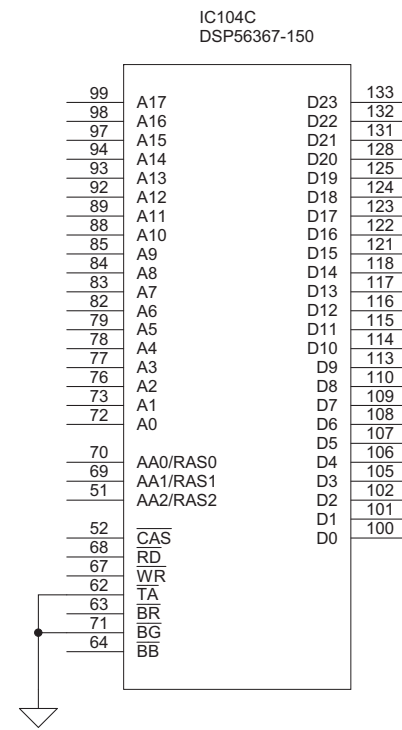 IC104C
DSP56367-150
99 A17 D23 133
98 A16 D22 132
97 A15 D21 131
94 A14 D20 128
93 A13 D19 125
92 A12 D18 124
89 A11 D17 123
88 A10 D16 122
85 A9 D15 121
84 A8 D14 118
83 A7 D13 117
82 A6 D12 116
79 A5 D11 115
78 A4 D10 114
77 A3 D9 113
76 A2 D8 110
73 A1 D7 109
72 A0 D6 108
D5 107
70 AA0/RAS0 D4 106
69 AA1/RAS1 D3 105
51 AA2/RAS2 D2 102
D1 101
52 CAS D0 100
68 RD
67 WR
62 TA
63 BR
71 BG
64 BB